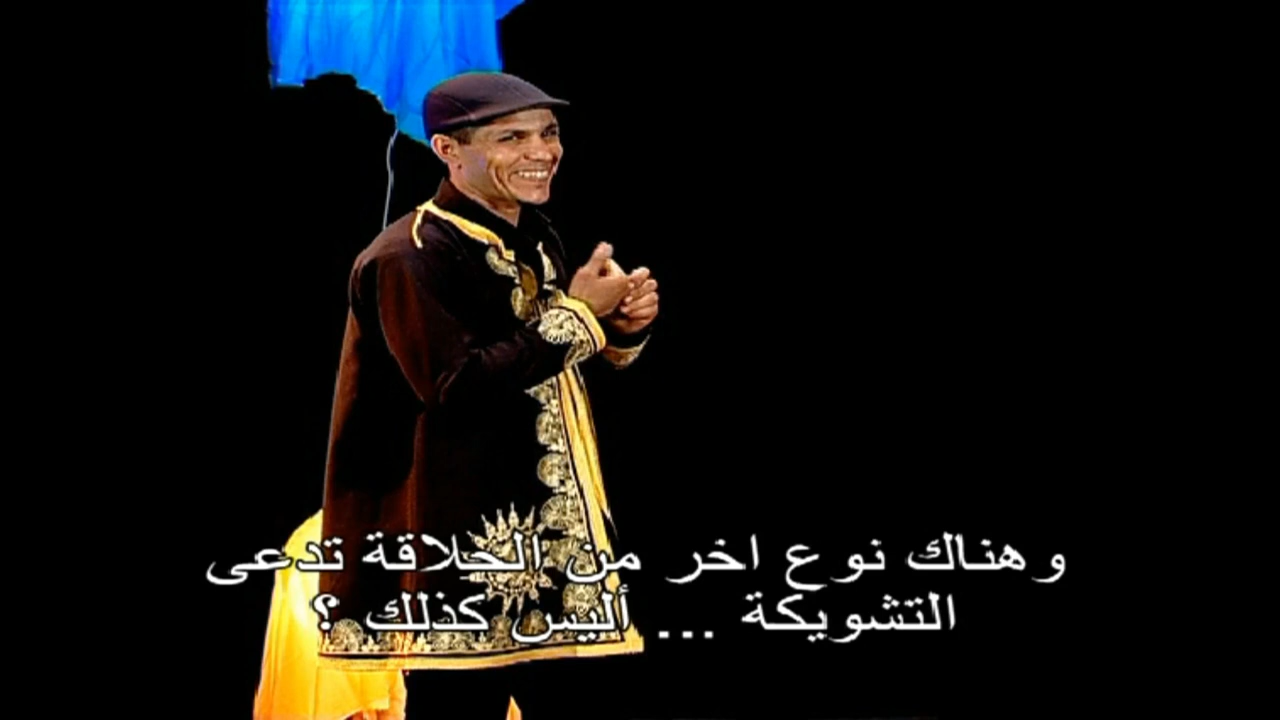 وهناك نوع اخر من الحلاقة تدعى
التشويكة ... أليس كذلك ؟